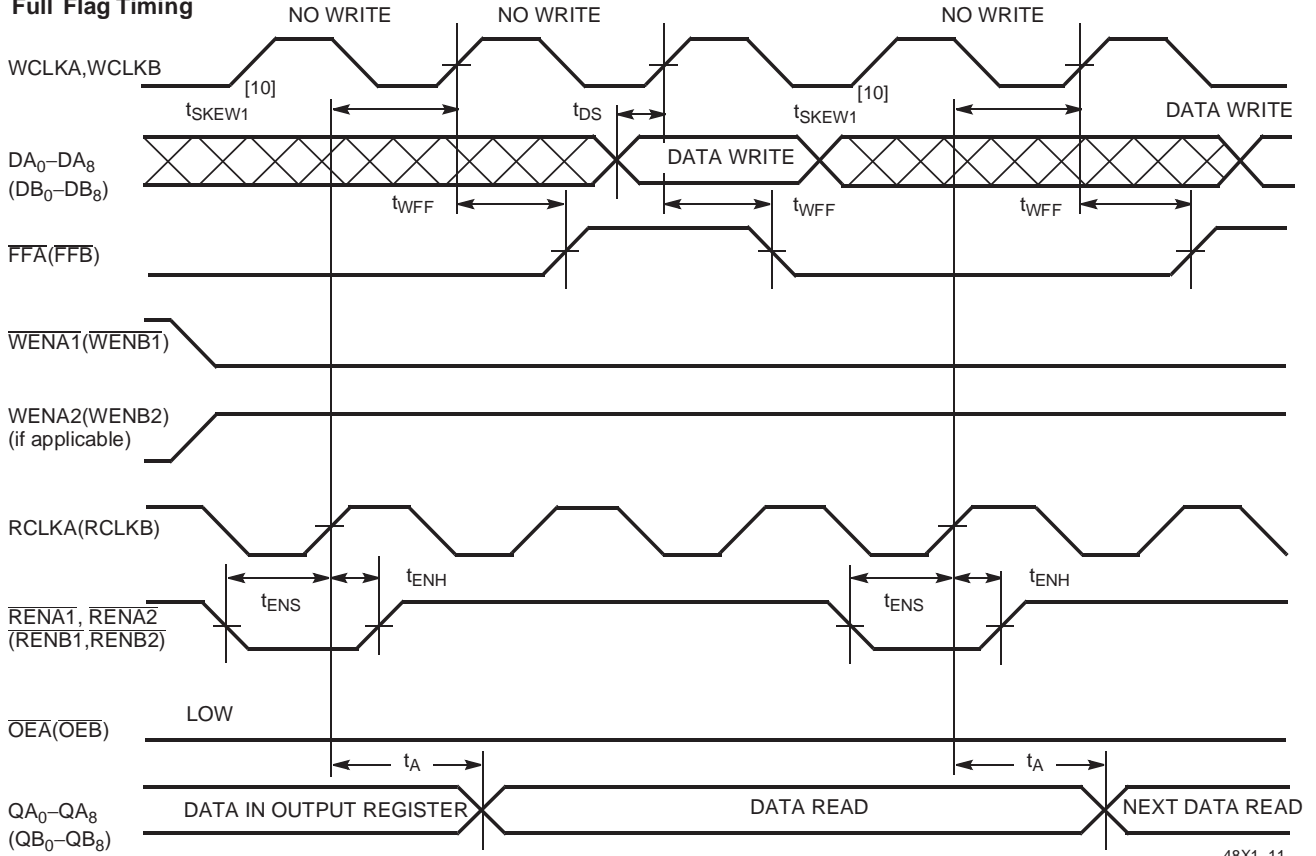 Full Flag Timing
NO WRITE NO WRITE NO WRITE
WCLKA,WCLKB
[10] [10]
tSKEW1 tDS tSKEW1 DATA WRITE
DA0–DA8 DATA WRITE
(DB0–DB8)
tWFF tWFF tWFF
FFA(FFB)
WENA1(WENB1)
WENA2(WENB2)
(if applicable)
RCLKA(RCLKB)
tENH tENH
tENS tENS
RENA1, RENA2
(RENB1,RENB2)
LOW
OEA(OEB)
tA tA
QA0–QA8 DATA IN OUTPUT REGISTER DATA READ NEXT DATA READ
(QB0–QB8)
48X1–11